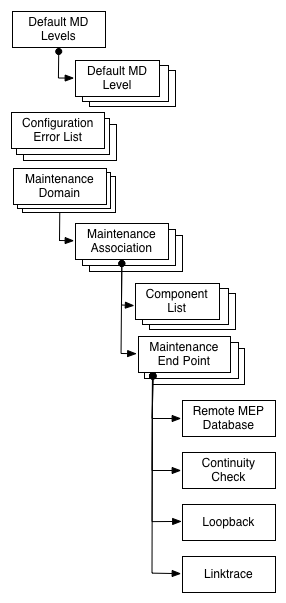 Default MD
Levels
Default MD
Level
Configuration
Error List
Maintenance
Domain
Maintenance
Association
Component
List
Maintenance
End Point
Remote MEP
Database
Continuity
Check
Loopback
Linktrace